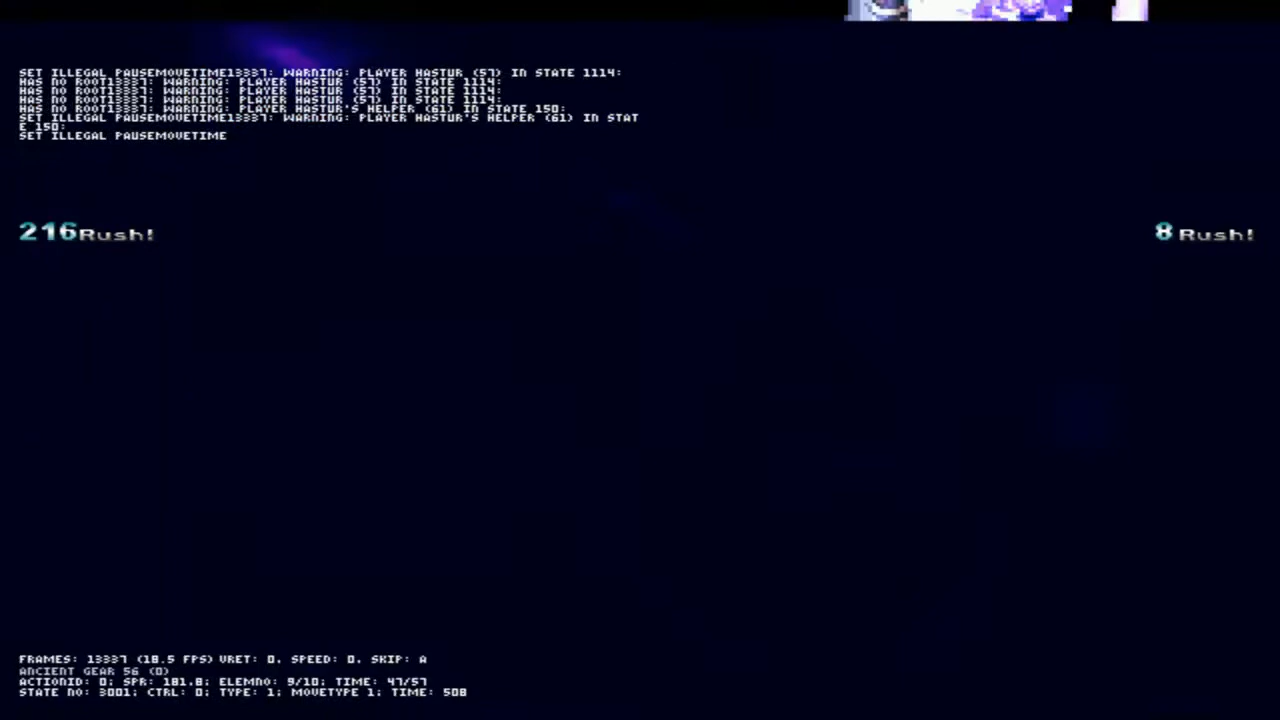 SET ILLEGAL PAUSEMOVETIME13337: WARNING: PLAYER HASTUR (57) IN STATE 1114:
HAS NO ROOT13337: WARNING: PLAYER HASTUR (57) IN STATE 1114:
HAS NO ROOT13337: WARNING: PLAYER HASTUR (57) IN STATE 1114:
HAS NO ROOT13337: WARNING: PLAYER HASTUR (57) IN STATE 1114:
HAS NO ROOT13337: WARNING: PLAYER HASTUR'S HELPER (61) IN STATE 150:
SET ILLEGAL PAUSEMOVETIME13337: WARNING: PLAYER HASTUR'S HELPER (61) IN STAT
E 150:
SET ILLEGAL PAUSEMOVETIME
216Rush!
8 Rush!
FRAMES: 13337 (18.5 FPS) VRET: 0. SPEED: 0. SKIP: A
ANCIENT GEAR 56 (0)
ACTIONID: 0; SPR: 181.8; ELEMNO: 9/10; TIME: 47/57
STATE NO: 3001; CTRL: 0; TYPE: 1; MOVETYPE 1; TIME: 508